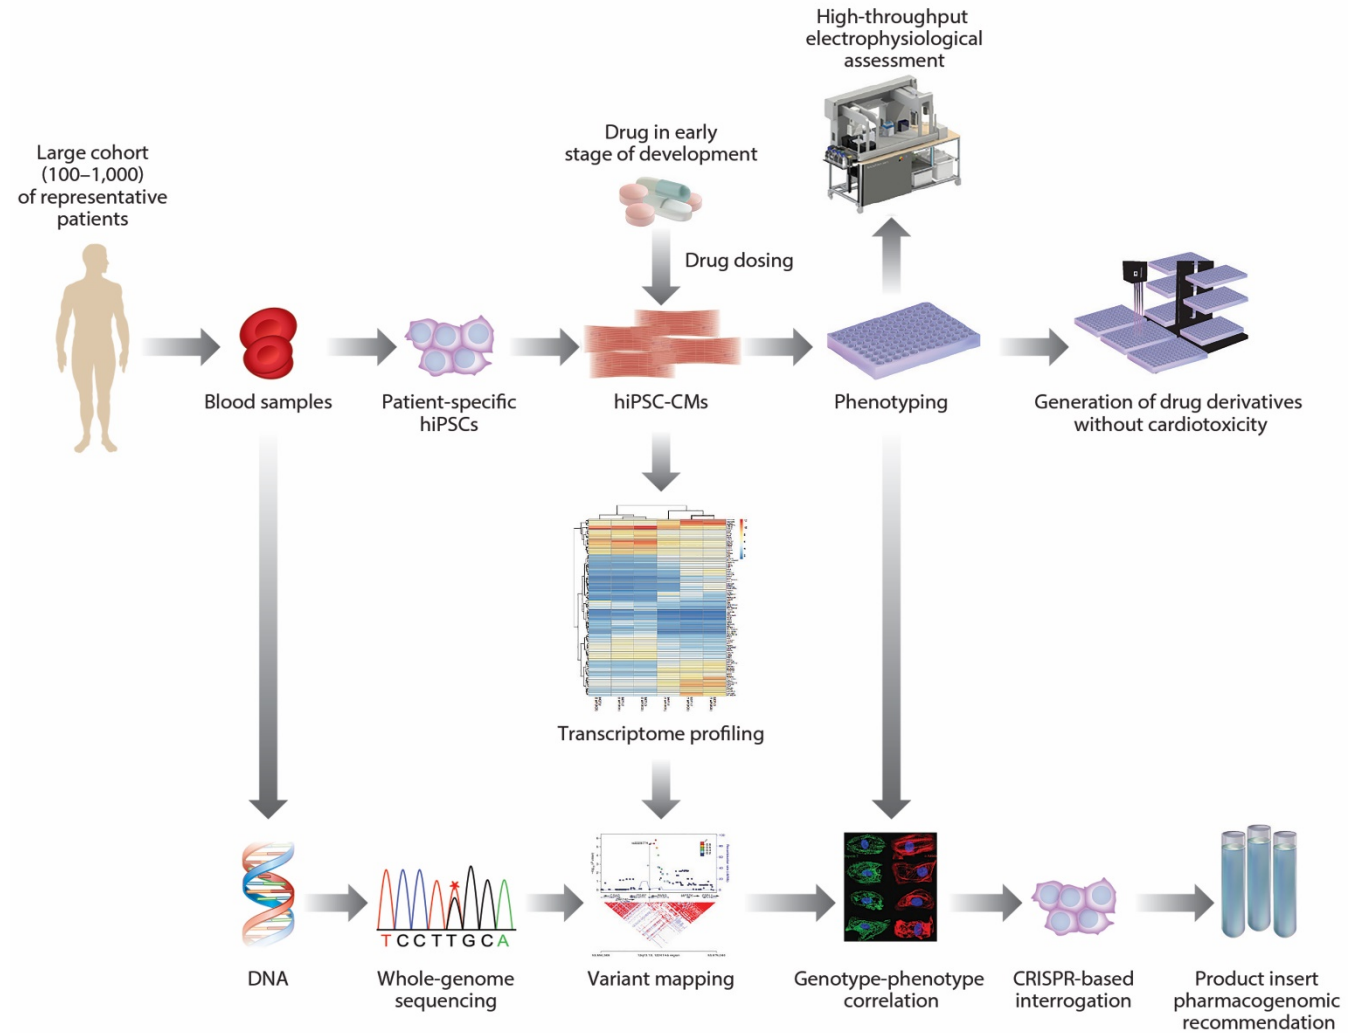 High-throughput
electrophysiological
assessment
Drug in early
stage of development
Large cohort
(100–1,000)
of representative
patients
Drug dosing
Blood samples
Patient-specific
hiPSCs
hiPSC-CMs
Phenotyping
Generation of drug derivatives
without cardiotoxicity
Transcriptome profiling
TCCTTGCA
DNA
Whole-genome
sequencing
Variant mapping
Genotype-phenotype
correlation
CRISPR-based
interrogation
Product insert
pharmacogenomic
recommendation